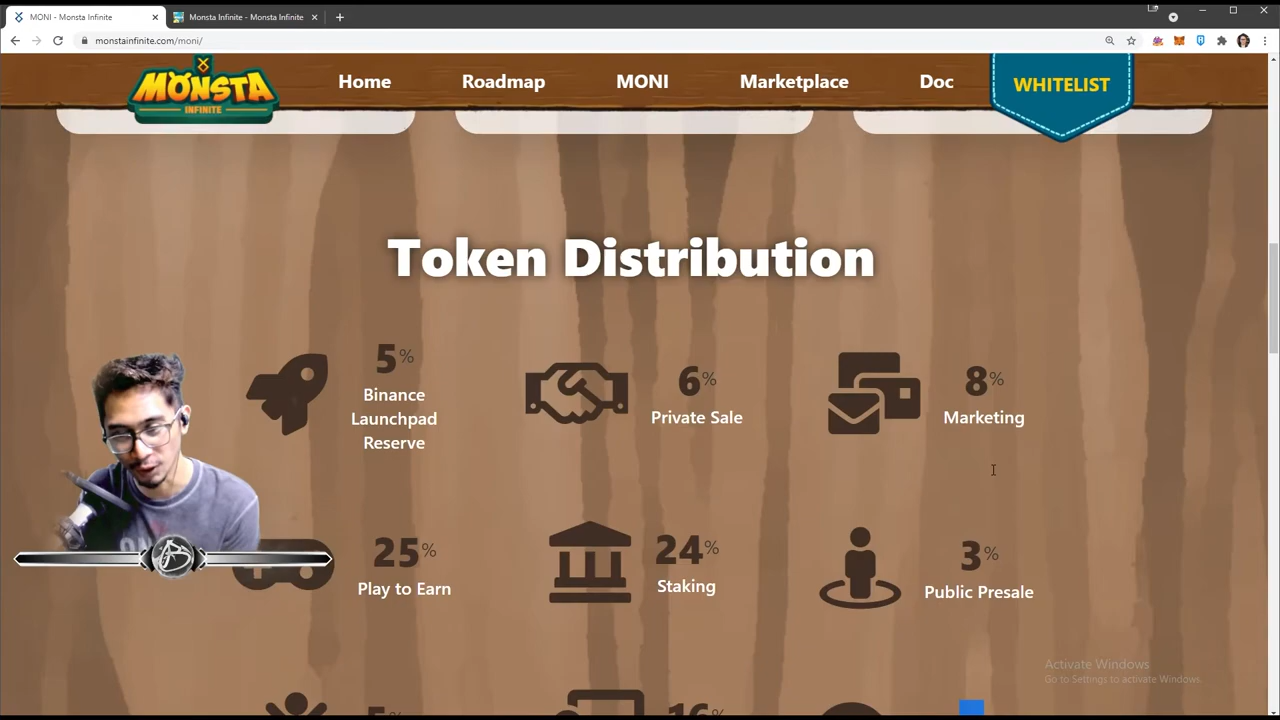 MONI - Monsta Infinite
Monsta Infinite - Monsta Infinite
monstainfinite.com/moni/
MONSTA
INFINITE
Home
Roadmap
MONI
Marketplace
Doc
WHITELIST
Token Distribution
5%
Binance
Launchpad
Reserve
6%
Private Sale
8%
Marketing
25%
Play to Earn
24%
Staking
3%
Public Presale
Activate Windows
Go to Settings to activate Windows.
5%
16%